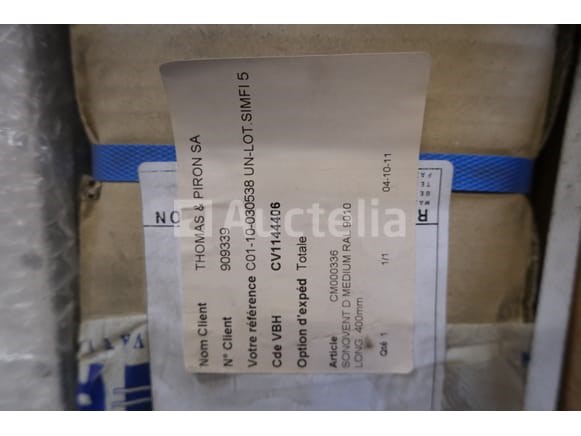 Nom Client THOMAS & PIRON SA
N° Client 909339
Votre référence C01-10-030538 UN-LOT.SIMFI 5
Cde VBH CV1144406
Option d'expéd Totale
Article CM000336
SONOVENT D MEDIUM RAL 9010
LONG. 400mm
Qté 1 1/1 04-10-11
Auctelia